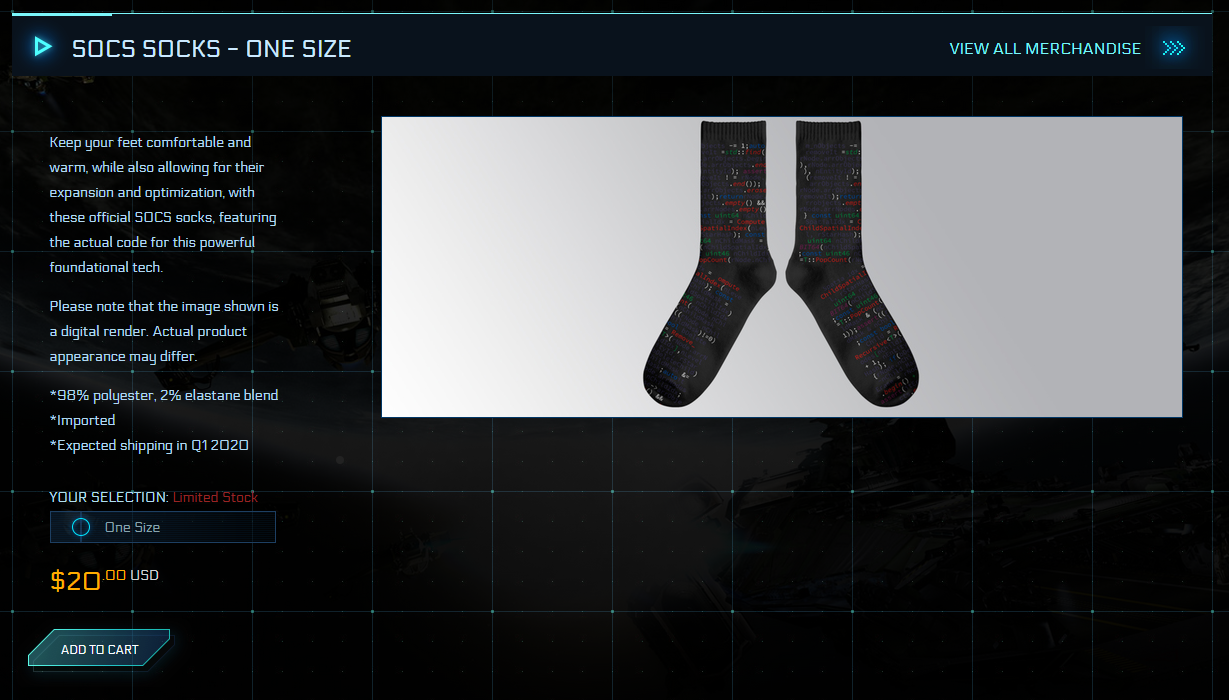 SOCS SOCKS - ONE SIZE
VIEW ALL MERCHANDISE
Keep your feet comfortable and
warm, while also allowing for their
expansion and optimization, with
these official SOCS socks, featuring
the actual code for this powerful
foundational tech.
Please note that the image shown is
a digital render. Actual product
appearance may differ.
*98% polyester, 2% elastane blend
*Imported
*Expected shipping in Q1 2020
YOUR SELECTION: Limited Stock
One Size
$20.00 USD
ADD TO CART